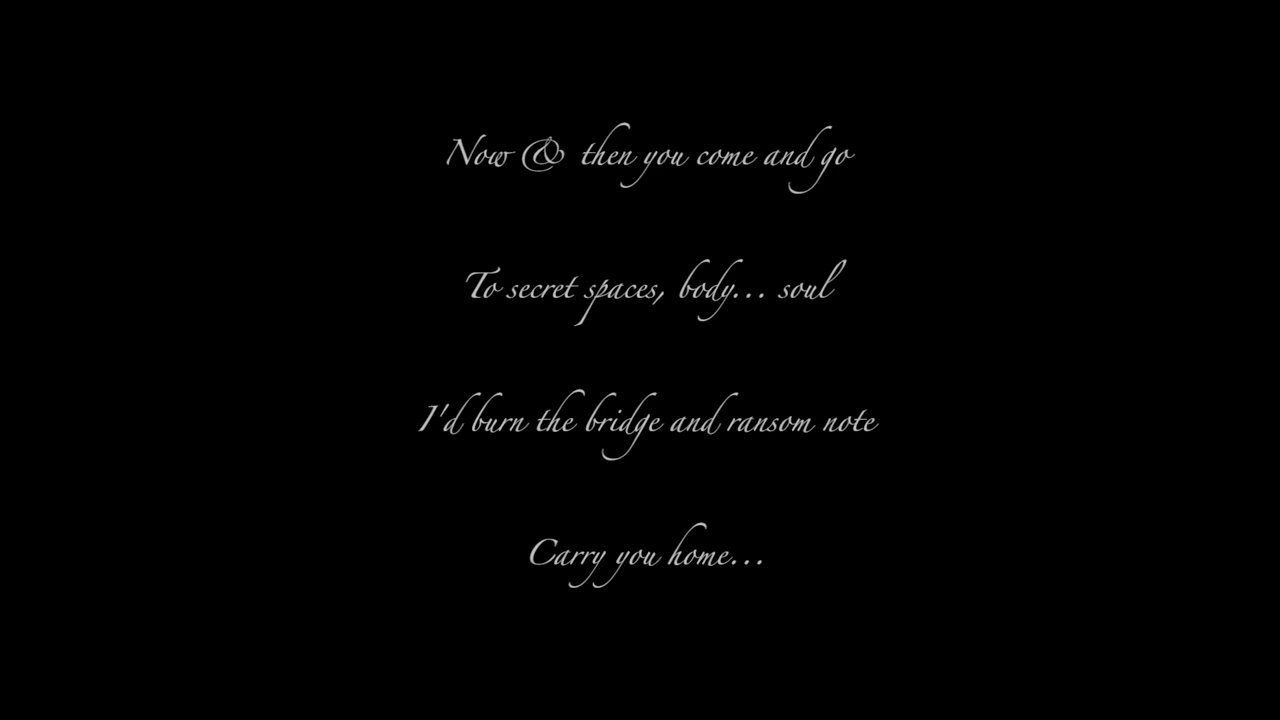 Now & then you come and go
To secret spaces, body... soul
I'd burn the bridge and ransom note
Carry you home...